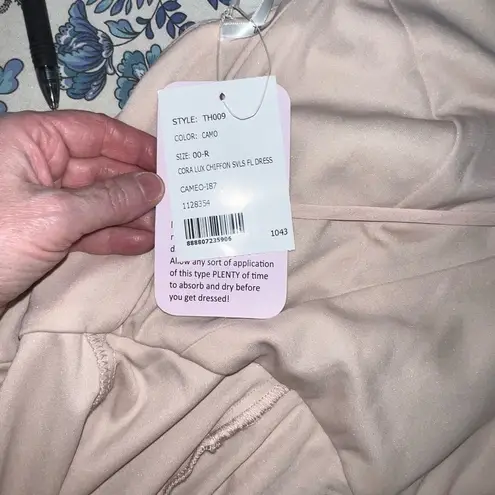 STYLE: TH009
COLOR: CAMO
SIZE: 00-R
CORA LUX CHIFFON SVLS FL DRESS
CAMEO-187
1128354
888807235906
1043
d.
Allow any sort of application
of this type PLENTY of time
to absorb and dry before
you get dressed!